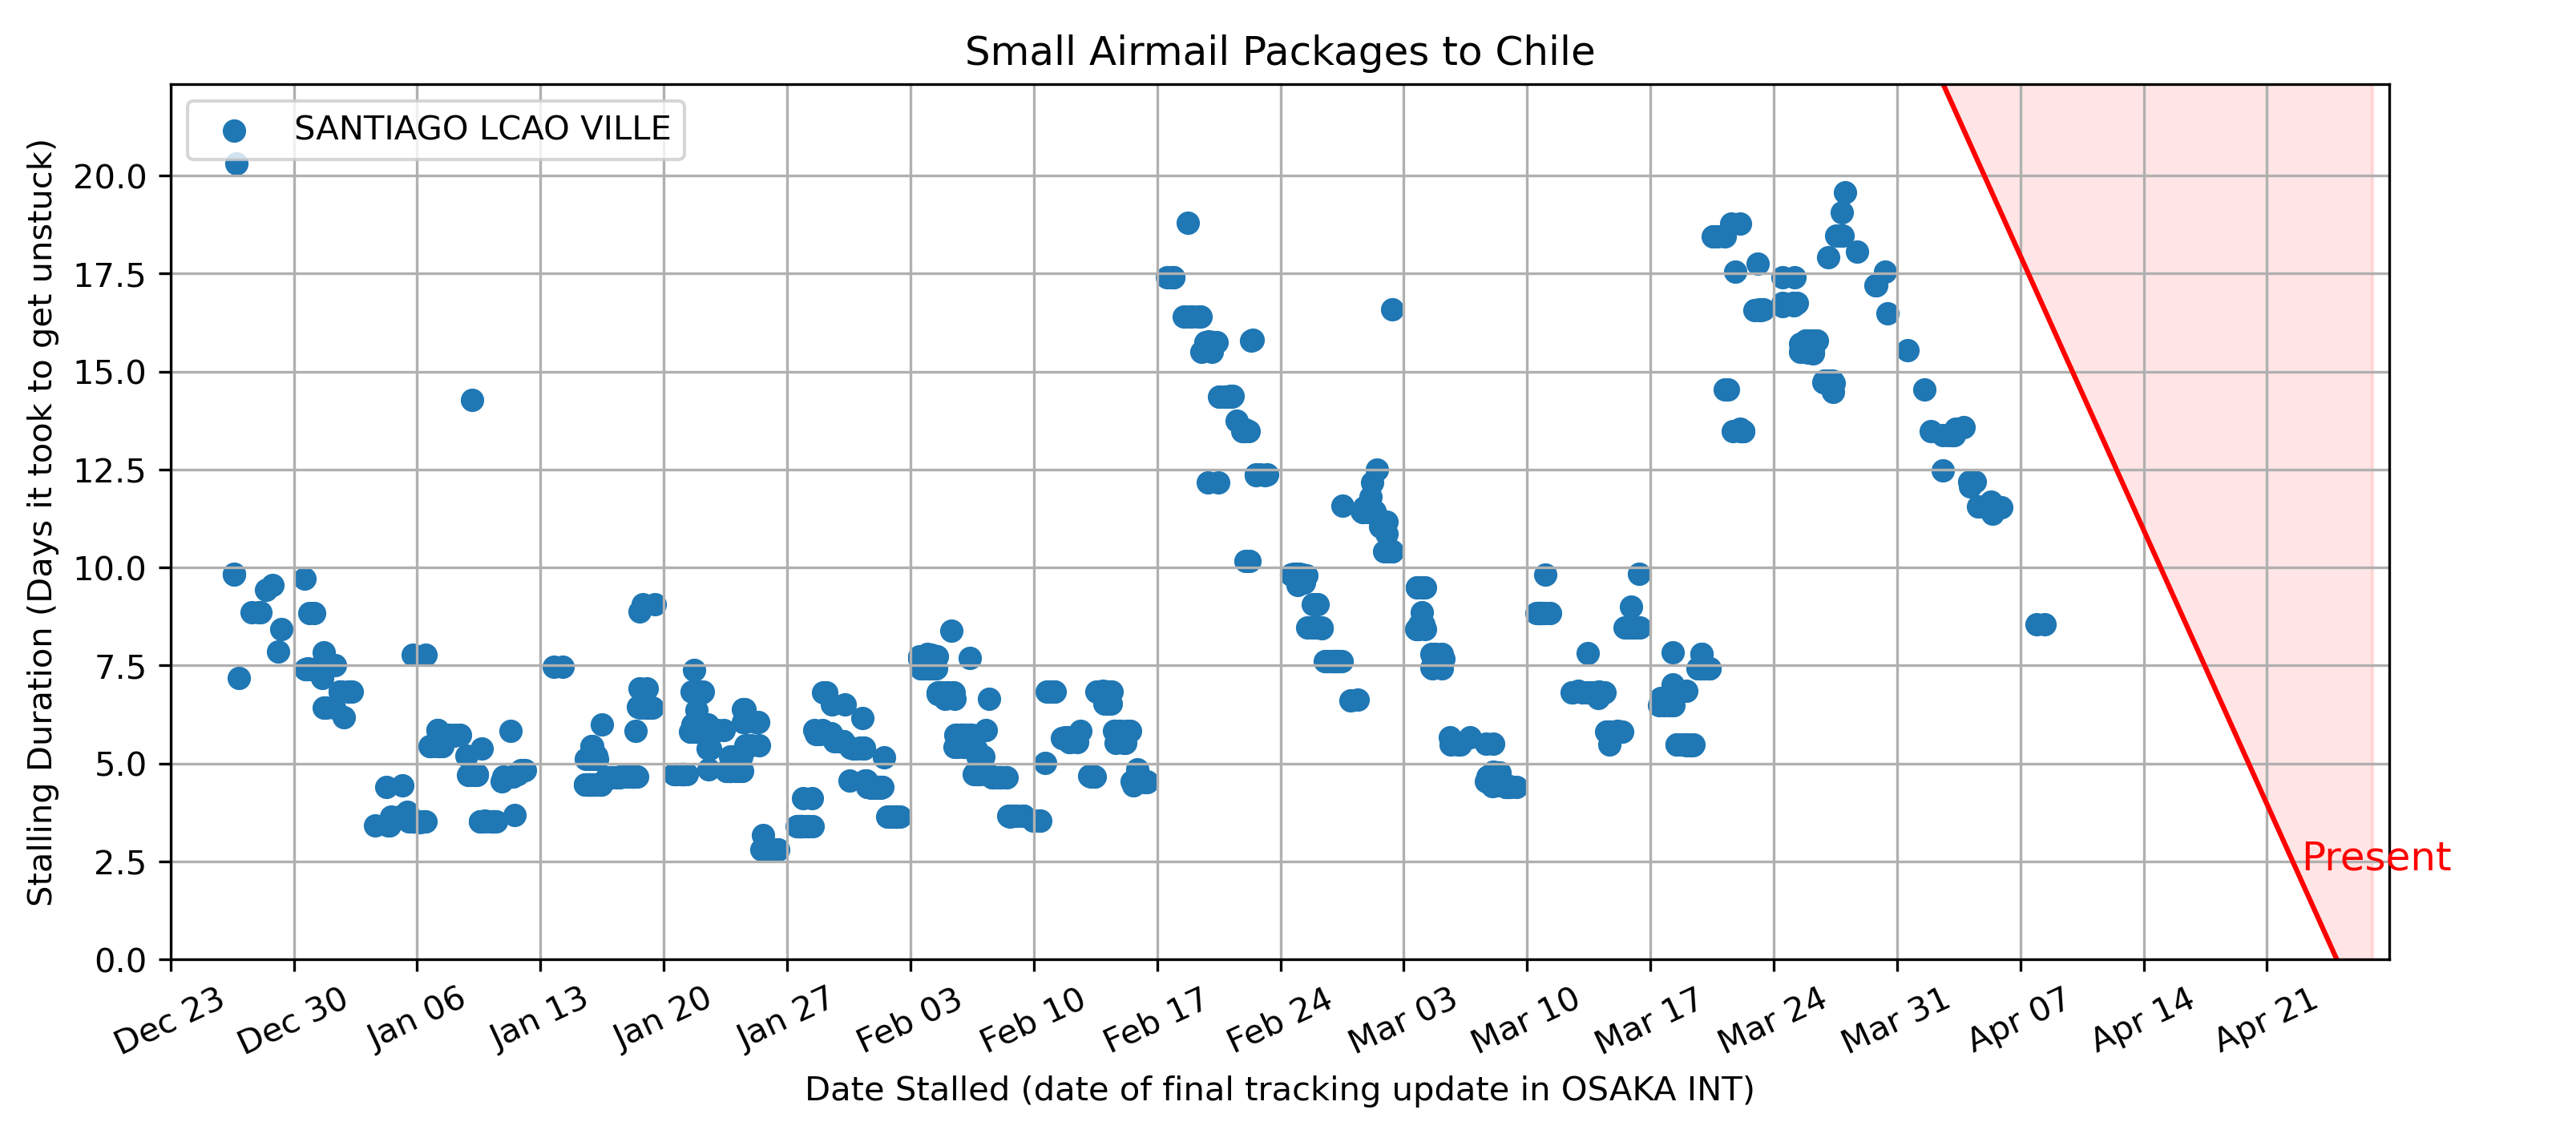 Small Airmail Packages to Chile
SANTIAGO LCAO VILLE
Stalling Duration (Days it took to get unstuck)
20.0
17.5
15.0
12.5
10.0
7.5
5.0
2.5
0.0
Present
Dec 23 Dec 30 Jan 06 Jan 13 Jan 20 Jan 27 Feb 03 Feb 10 Feb 17 Feb 24 Mar 03 Mar 10 Mar 17 Mar 24 Mar 31 Apr 07 Apr 14 Apr 21
Date Stalled (date of final tracking update in OSAKA INT)